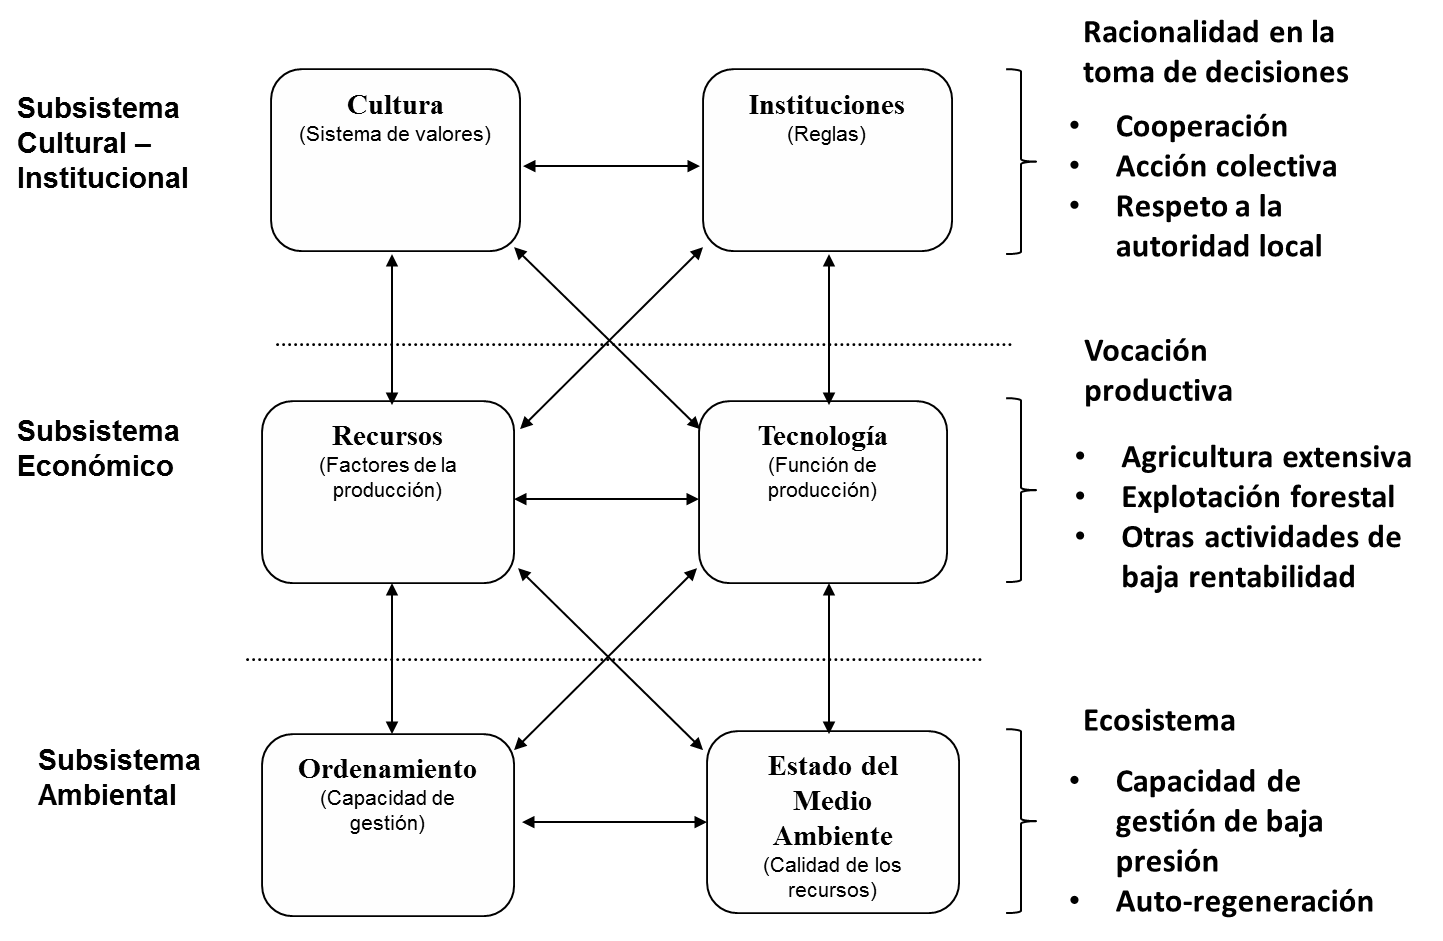 Racionalidad en la
toma de decisiones
Subsistema
Cultural –
Institucional
Cultura
(Sistema de valores)
Instituciones
(Reglas)
• Cooperación
• Acción colectiva
• Respeto a la
autoridad local
Vocación
productiva
Subsistema
Económico
Recursos
(Factores de la
producción)
Tecnología
(Función de
producción)
• Agricultura extensiva
• Explotación forestal
• Otras actividades de
baja rentabilidad
Ecosistema
Subsistema
Ambiental
Ordenamiento
(Capacidad de
gestión)
Estado del
Medio
Ambiente
(Calidad de los
recursos)
• Capacidad de
gestión de baja
presión
• Auto-regeneración